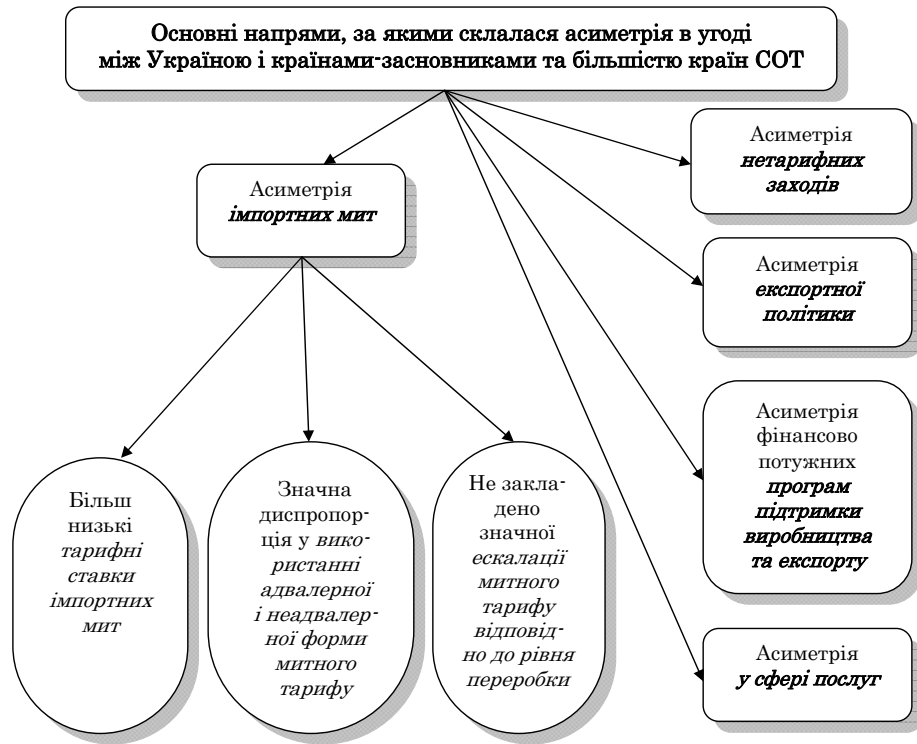 Основні напрями, за якими склалася асиметрія в угоді
між Україною і країнами-засновниками та більшістю країн СОТ
Асиметрія
імпортних мит
Асиметрія
нетарифних
заходів
Асиметрія
експортної
політики
Асиметрія
фінансово
потужних
програм
підтримки
виробництва
та експорту
Асиметрія
у сфері послуг
Більш
низькі
тарифні
ставки
імпортних
мит
Значна
диспропор-
ція у вико-
ристанні
адвалерної
і неадвалер-
ної форми
митного
тарифу
Не закла-
дено
значної
ескалації
митного
тарифу
відповід-
но до рівня
переробки